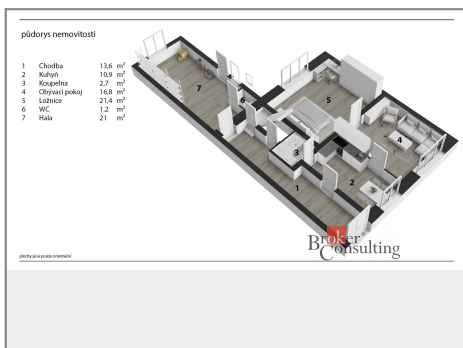 půdorys nemovitosti
1 Chodba 13,6 m²
2 Kuhyň 10,9 m²
3 Koupelna 2,7 m²
4 Obývací pokoj 16,8 m²
5 Ložnice 21,4 m²
6 WC 1,2 m²
7 Hala 21 m²
7
6
5
4
3
2
1
Broker
Consulting
plochy jsou pouze orientační